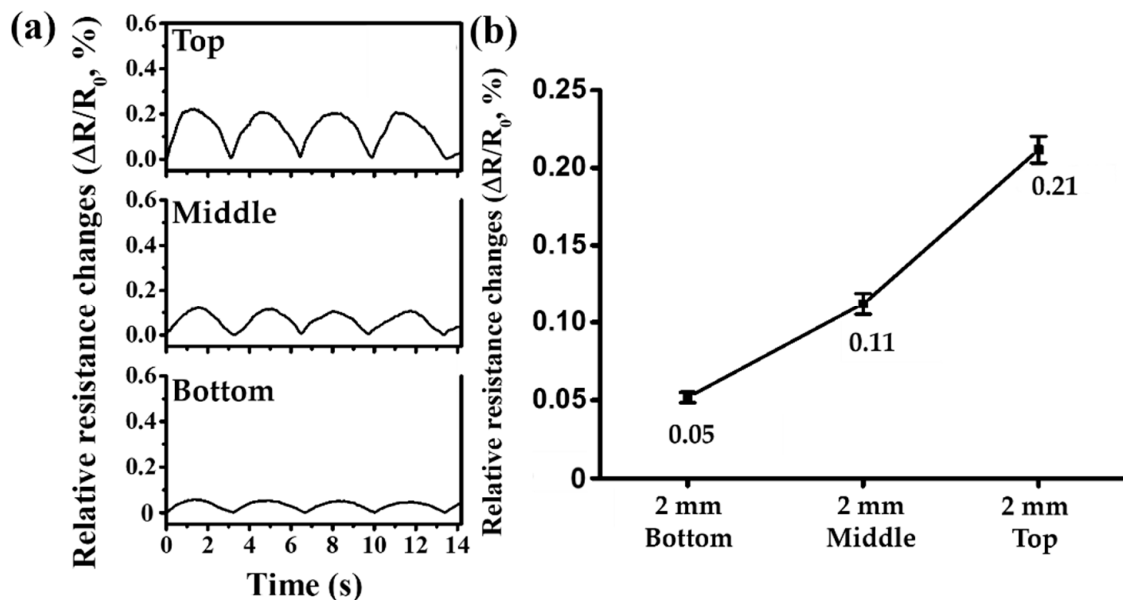 (a)
Relative resistance changes (ΔR/R₀, %)
0.6
0.4
0.2
0.0
Top
0.6
0.4
0.2
0.0
Middle
0.6
0.4
0.2
0
Bottom
0 2 4 6 8 10 12 14
Time (s)
(b)
Relative resistance changes (ΔR/R₀, %)
0.25
0.20
0.15
0.10
0.05
0
0.05
0.11
0.21
2 mm 2 mm 2 mm
Bottom Middle Top